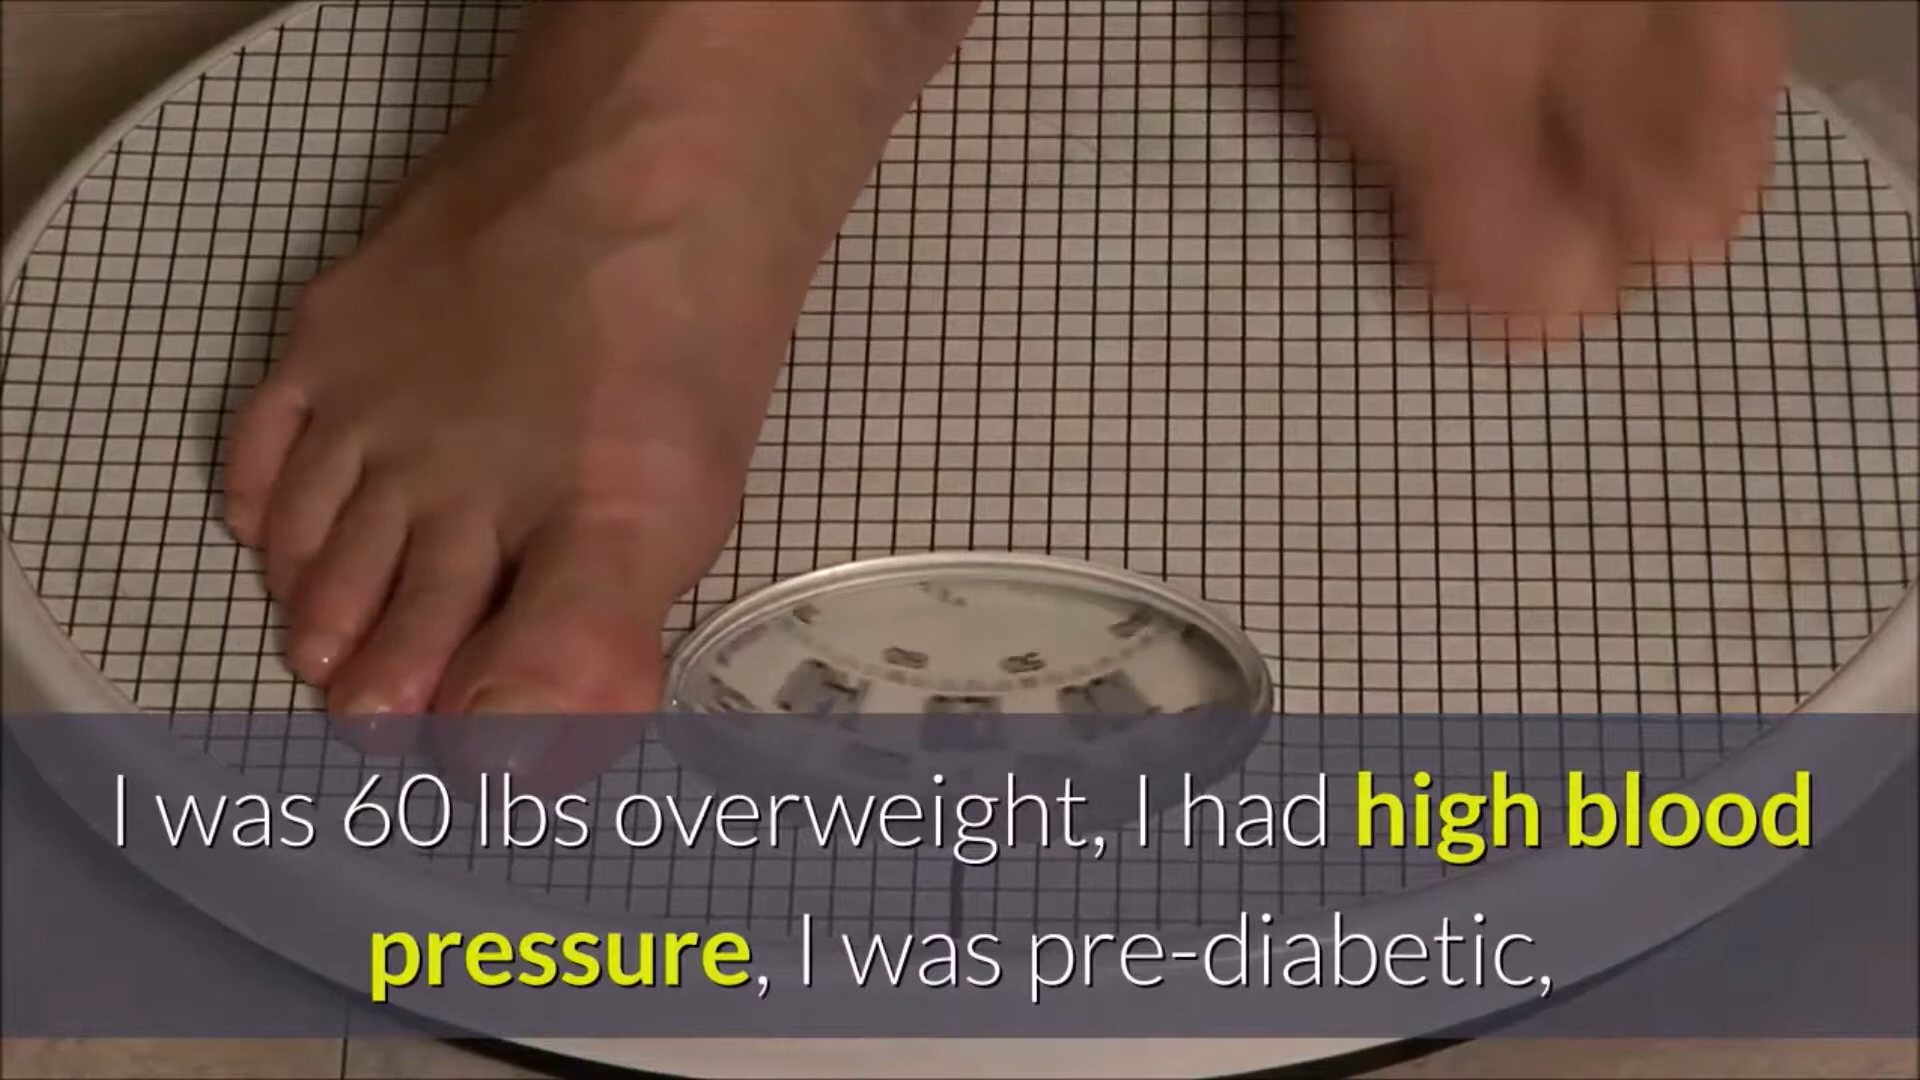 I was 60 lbs overweight, I had high blood
pressure, I was pre-diabetic,